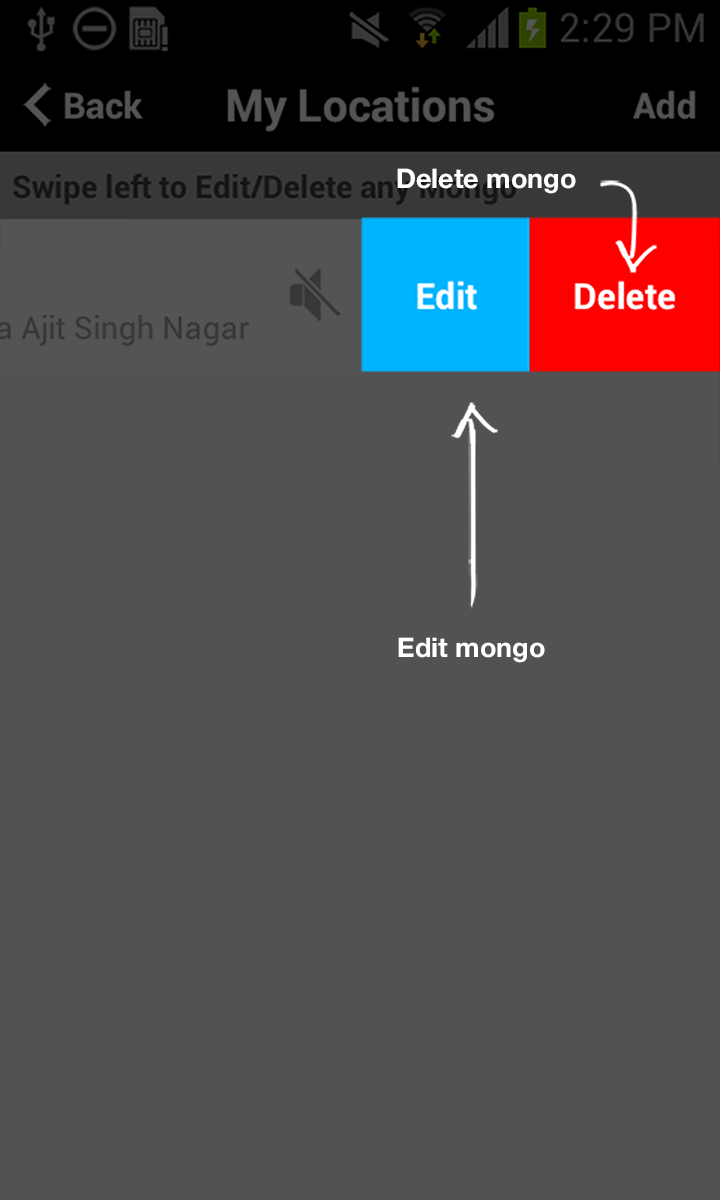 2:29 PM
Back My Locations Add
Swipe left to Edit/Delete any Mongo
Delete mongo
a Ajit Singh Nagar
Edit Delete
Edit mongo